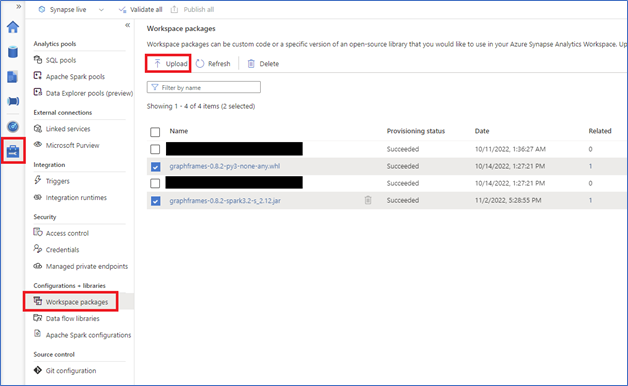 Synapse live
Validate all
Publish all
Analytics pools
SQL pools
Apache Spark pools
Data Explorer pools (preview)
External connections
Linked services
Microsoft Purview
Integration
Triggers
Integration runtimes
Security
Access control
Credentials
Managed private endpoints
Configurations + libraries
Workspace packages
Data flow libraries
Apache Spark configurations
Source control
Git configuration
Workspace packages
Workspace packages can be custom code or a specific version of an open-source library that you would like to use in your Azure Synapse Analytics Workspace. Up
Upload
Refresh
Delete
Filter by name
Showing 1 - 4 of 4 items (2 selected)
Name Provisioning status Date Related
Succeeded 10/11/2022, 1:36:27 AM 0
graphframes-0.8.2-py3-none-any.whl Succeeded 10/14/2022, 1:27:21 PM 1
Succeeded 10/14/2022, 1:27:21 PM 0
graphframes-0.8.2-spark3.2-s_2.12.jar Succeeded 11/2/2022, 5:28:55 PM 1